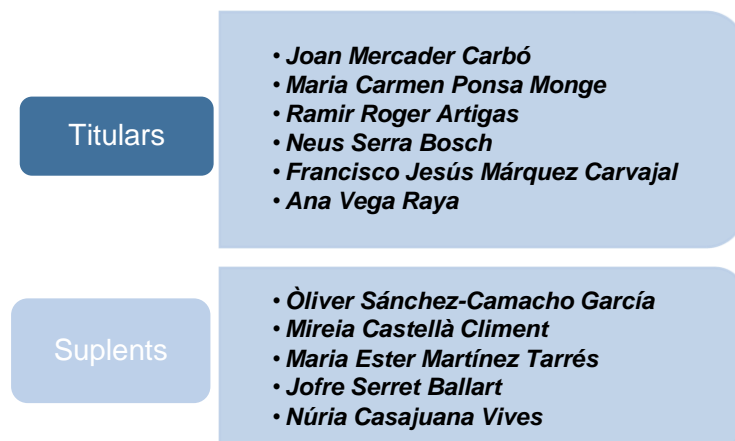 Titulars
• Joan Mercader Carbó
• Maria Carmen Ponsa Monge
• Ramir Roger Artigas
• Neus Serra Bosch
• Francisco Jesús Márquez Carvajal
• Ana Vega Raya
Suplents
• Òliver Sánchez-Camacho García
• Mireia Castellà Climent
• Maria Ester Martínez Tarrés
• Jofre Serret Ballart
• Núria Casajuana Vives